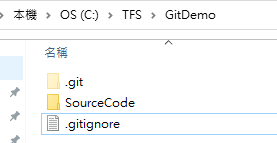 本機 > OS (C:) > TFS > GitDemo
名稱
.git
SourceCode
.gitignore